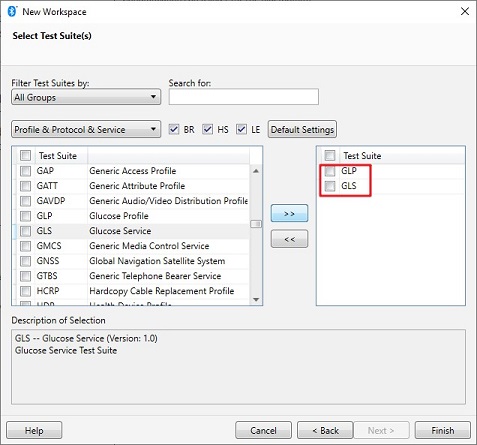 New Workspace
Select Test Suite(s)
Filter Test Suites by: Search for:
All Groups
Profile & Protocol & Service BR HS LE Default Settings
Test Suite
GAP Generic Access Profile
GATT Generic Attribute Profile
GAVDP Generic Audio/Video Distribution Profile
GLP Glucose Profile
GLS Glucose Service
GMCS Generic Media Control Service
GNSS Global Navigation Satellite System
GTBS Generic Telephone Bearer Service
HCRP Hardcopy Cable Replacement Profile
HDP Health Device Profile
>>
<<
Test Suite
GLP
GLS
Description of Selection
GLS -- Glucose Service (Version: 1.0)
Glucose Service Test Suite
Help Cancel < Back Next > Finish